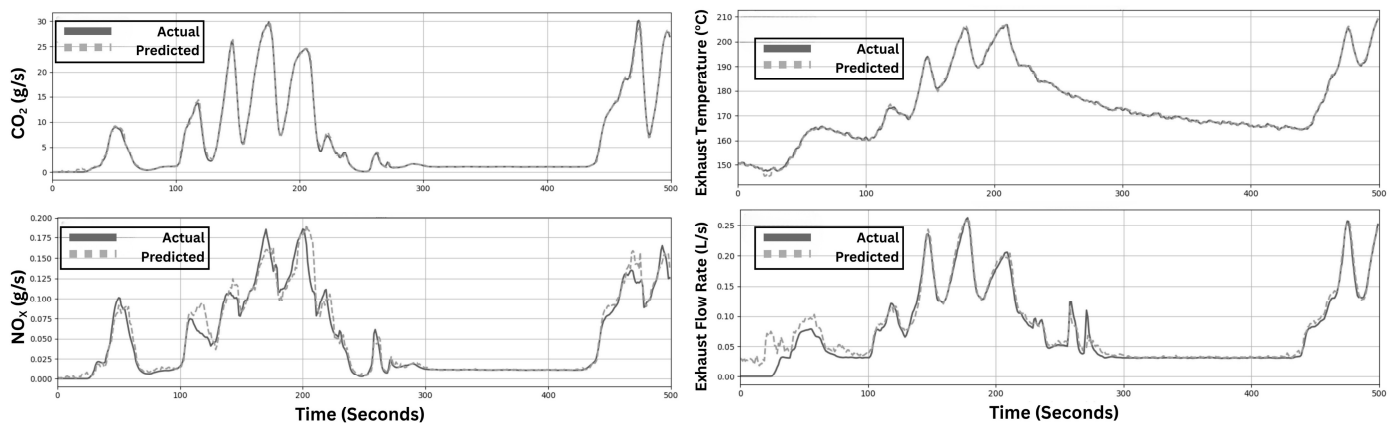 CO₂ (g/s)
30
25
20
15
10
5
0
Actual
Predicted
0 100 200 300 400 500
Exhaust Temperature (°C)
210
200
190
180
170
160
150
Actual
Predicted
0 100 200 300 400 500
NOₓ (g/s)
0.200
0.175
0.150
0.125
0.100
0.075
0.050
0.025
0.000
Actual
Predicted
0 100 200 300 400 500
Time (Seconds)
Exhaust Flow Rate (L/s)
0.25
0.20
0.15
0.10
0.05
0.00
Actual
Predicted
0 100 200 300 400 500
Time (Seconds)